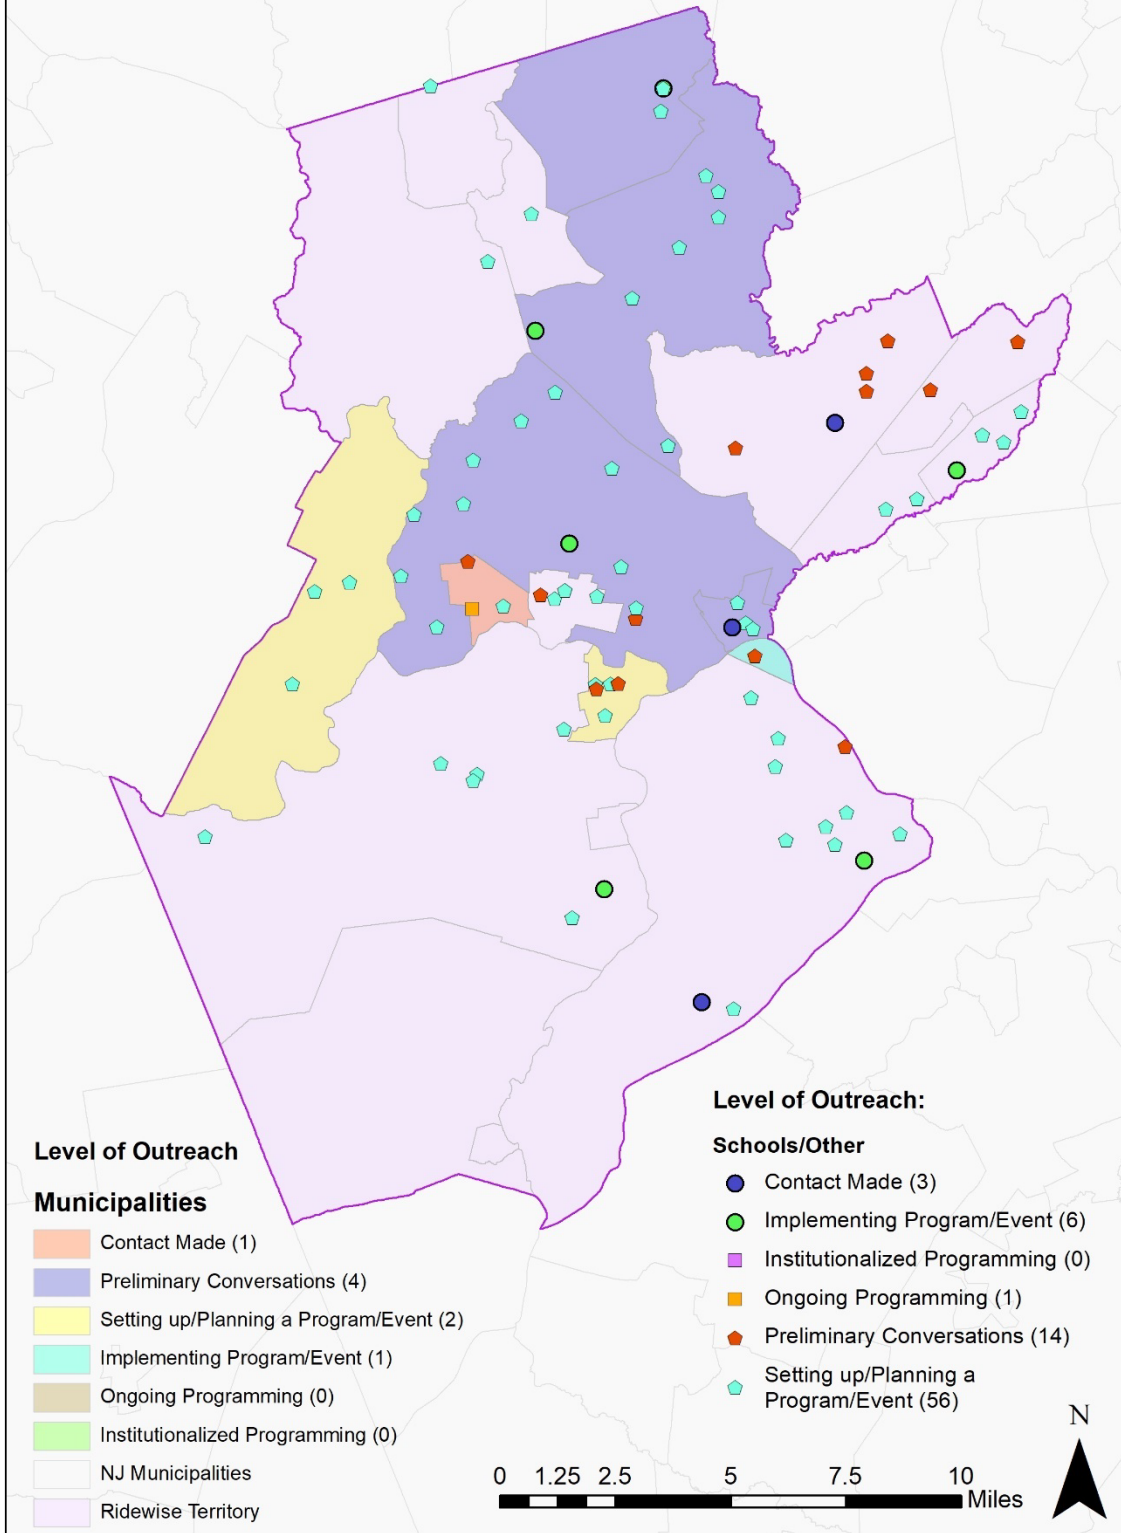 Level of Outreach
Municipalities
Contact Made (1)
Preliminary Conversations (4)
Setting up/Planning a Program/Event (2)
Implementing Program/Event (1)
Ongoing Programming (0)
Institutionalized Programming (0)
NJ Municipalities
Ridewise Territory
Level of Outreach:
Schools/Other
Contact Made (3)
Implementing Program/Event (6)
Institutionalized Programming (0)
Ongoing Programming (1)
Preliminary Conversations (14)
Setting up/Planning a
Program/Event (56)
N
0 1.25 2.5 5 7.5 10
Miles